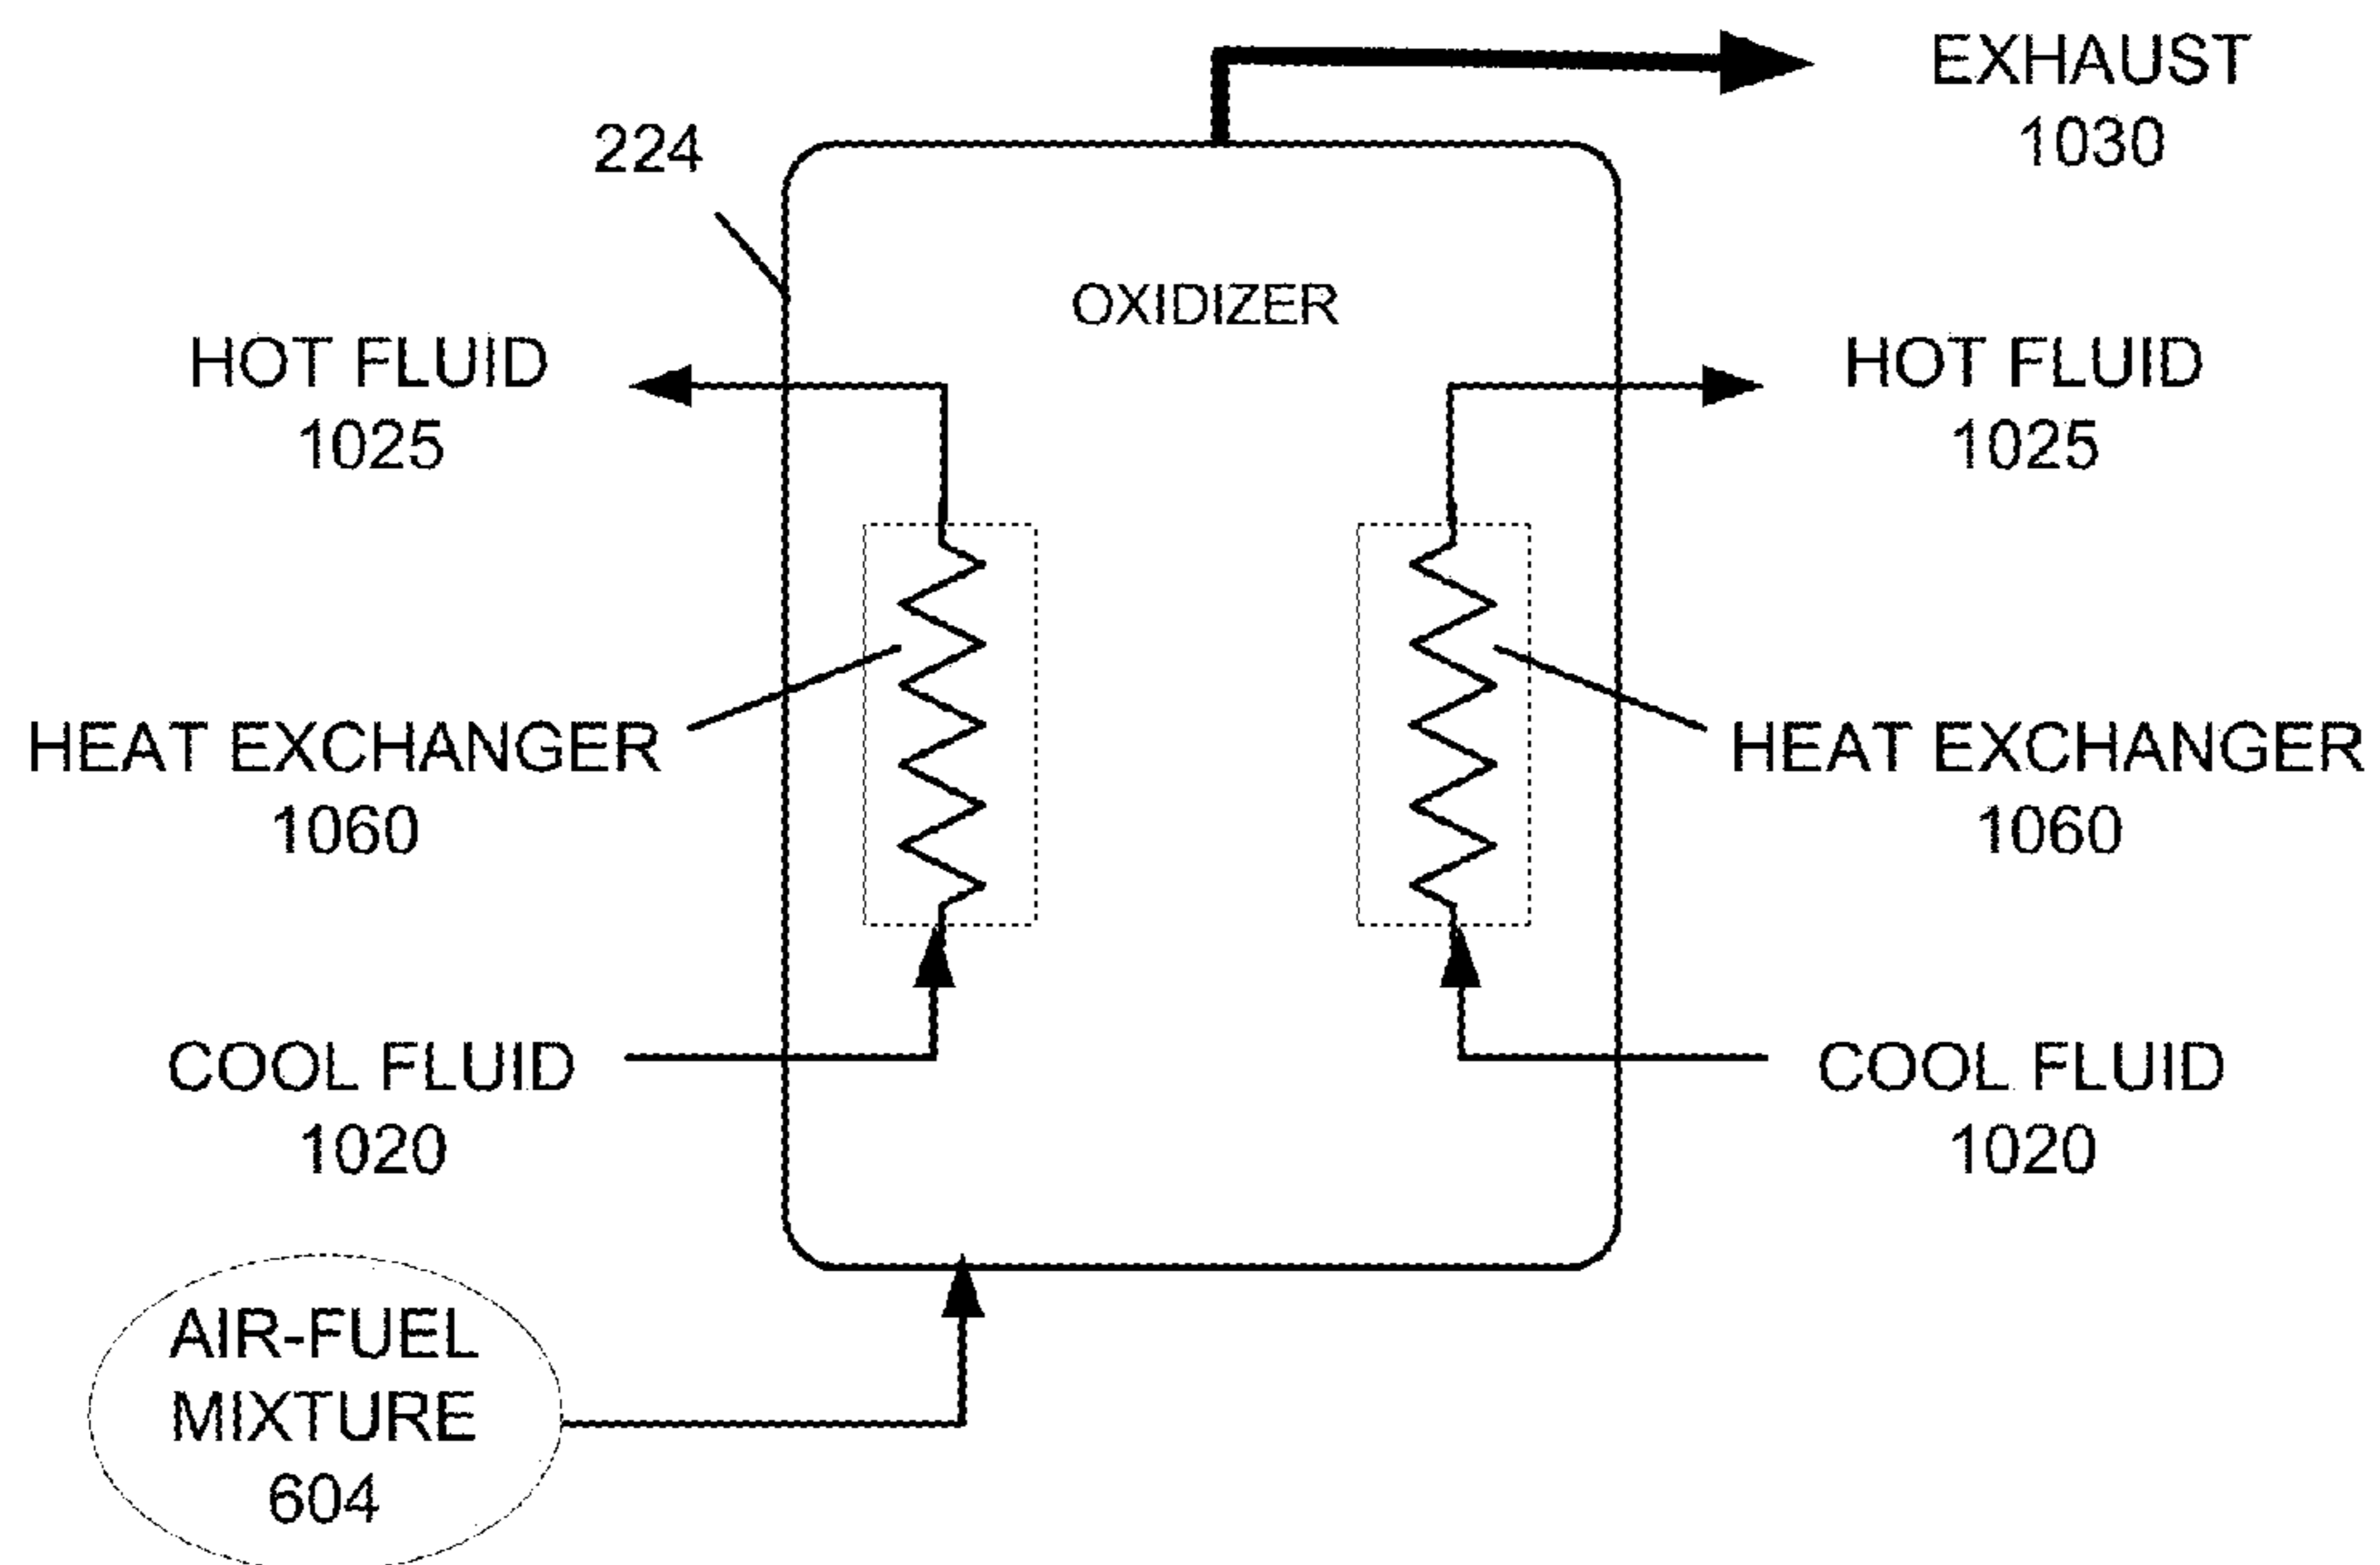 EXHAUST
1030
224
OXIDIZER
HOT FLUID
1025
HOT FLUID
1025
HEAT EXCHANGER
1060
HEAT EXCHANGER
1060
COOL FLUID
1020
COOL FLUID
1020
AIR-FUEL
MIXTURE
604